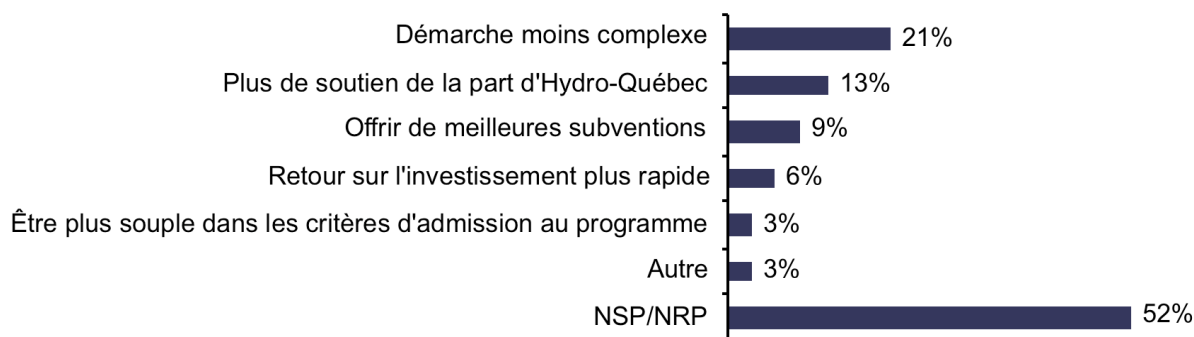 Démarche moins complexe 21%
Plus de soutien de la part d'Hydro-Québec 13%
Offrir de meilleures subventions 9%
Retour sur l'investissement plus rapide 6%
Être plus souple dans les critères d'admission au programme 3%
Autre 3%
NSP/NRP 52%